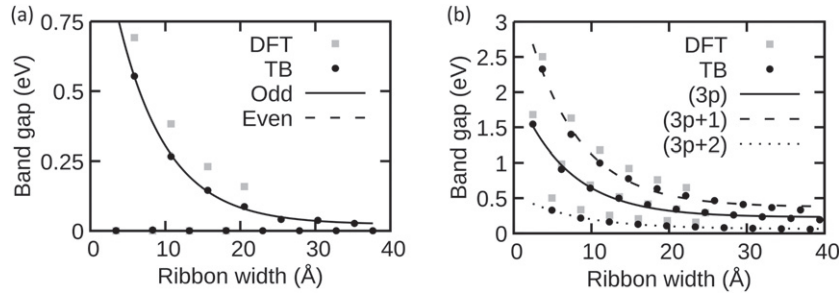 (a)
0.75
0.5
0.25
0
Band gap (eV)
DFT
TB
Odd
Even
0 10 20 30 40
Ribbon width (Å)
(b)
3
2.5
2
1.5
1
0.5
0
Band gap (eV)
DFT
TB
(3p)
(3p+1)
(3p+2)
0 10 20 30 40
Ribbon width (Å)